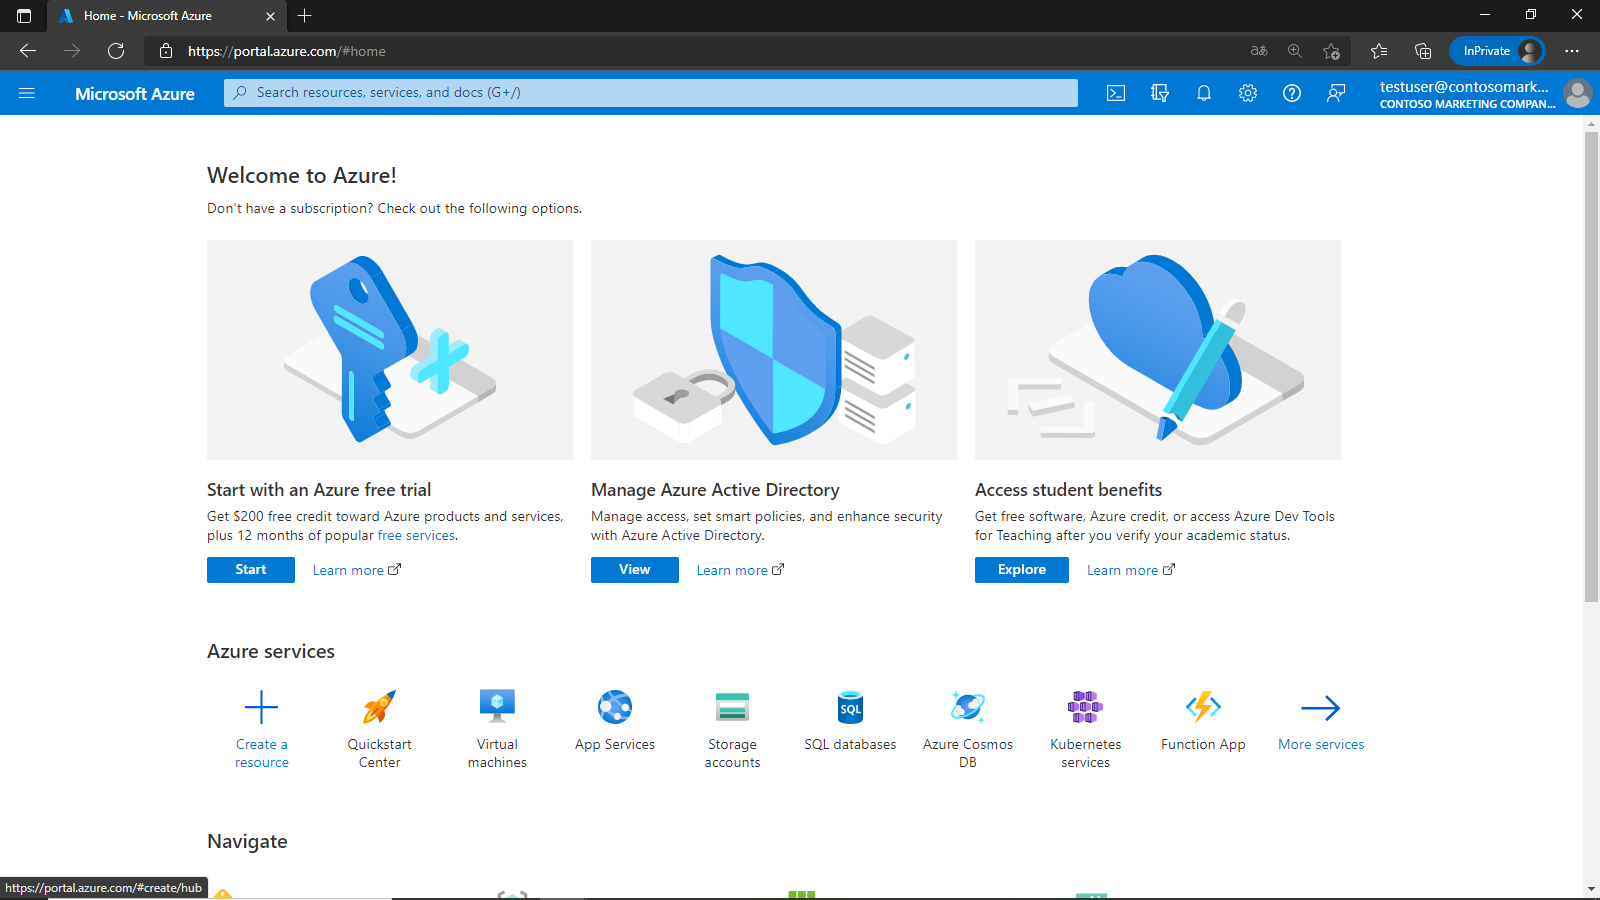 Home - Microsoft Azure
https://portal.azure.com/#home
aあ
InPrivate
Microsoft Azure
Search resources, services, and docs (G+/)
testuser@contosomark...
CONTOSO MARKETING COMPAN...
Welcome to Azure!
Don't have a subscription? Check out the following options.
Start with an Azure free trial
Get $200 free credit toward Azure products and services,
plus 12 months of popular free services.
Start
Learn more
Manage Azure Active Directory
Manage access, set smart policies, and enhance security
with Azure Active Directory.
View
Learn more
Access student benefits
Get free software, Azure credit, or access Azure Dev Tools
for Teaching after you verify your academic status.
Explore
Learn more
Azure services
Create a
resource
Quickstart
Center
Virtual
machines
App Services
Storage
accounts
SQL
SQL databases
Azure Cosmos
DB
Kubernetes
services
Function App
More services
Navigate
https://portal.azure.com/#create/hub